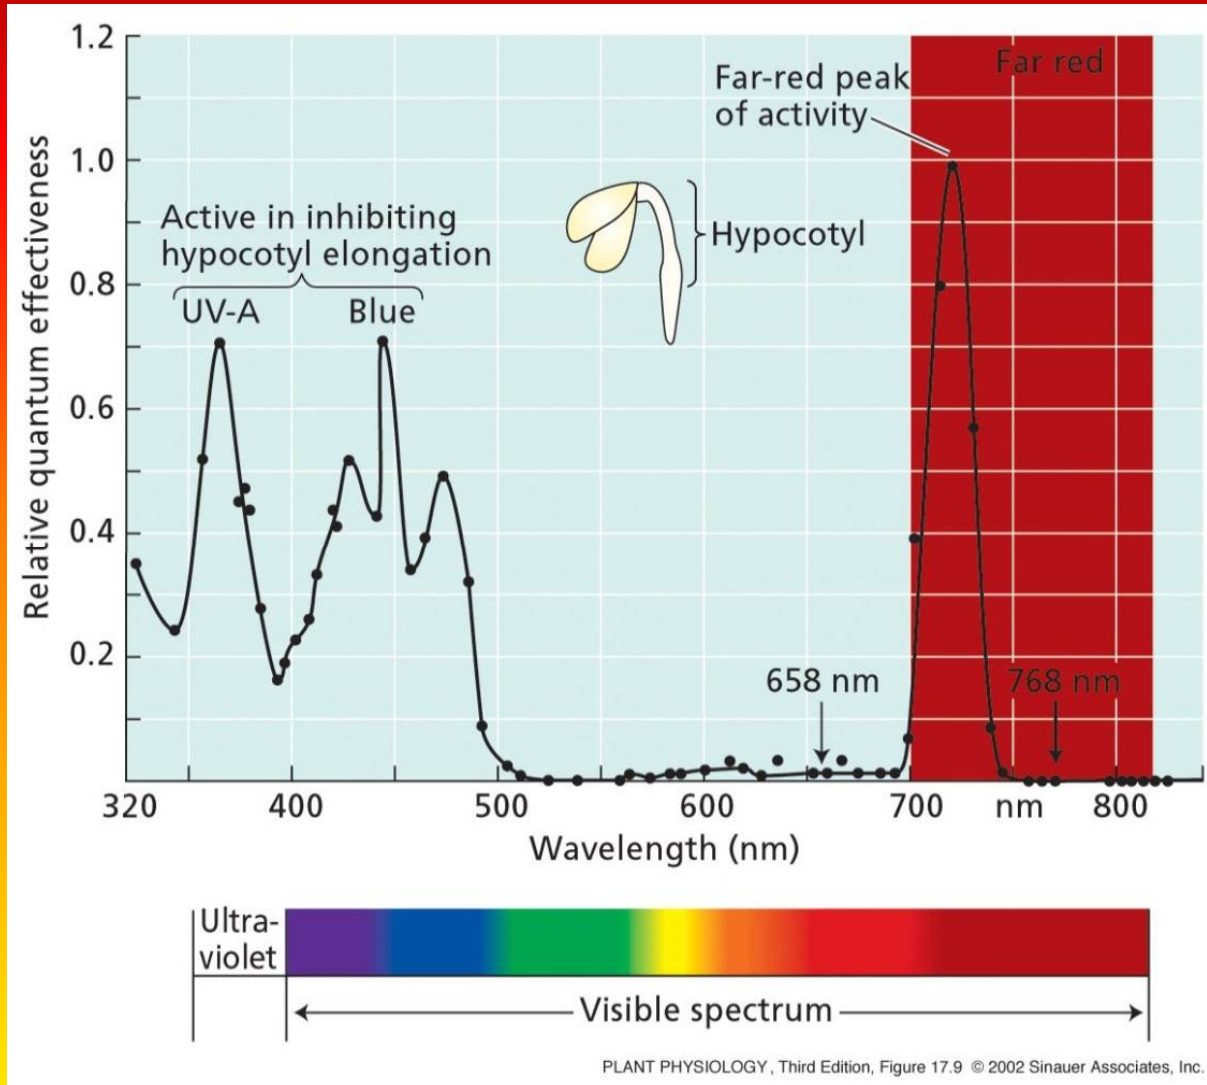 1.2
Far red
Far-red peak
of activity
1.0
Active in inhibiting
hypocotyl elongation
Hypocotyl
0.8
UV-A
Blue
Relative quantum effectiveness
0.6
0.4
0.2
658 nm
768 nm
320
400
500
600
700
nm
800
Wavelength (nm)
Ultra-
violet
Visible spectrum
PLANT PHYSIOLOGY, Third Edition, Figure 17.9 © 2002 Sinauer Associates, Inc.